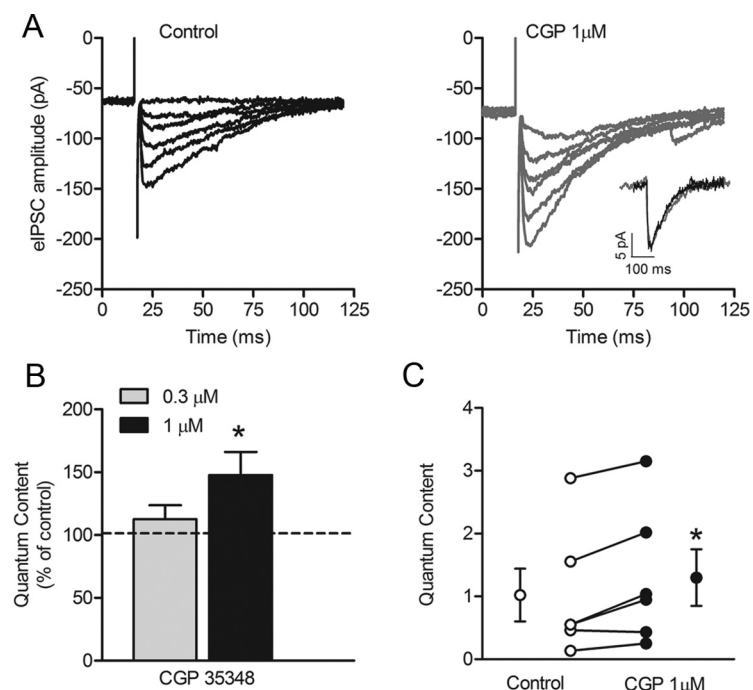 A
Control
CGP 1μM
eIPSC amplitude (pA)
0
-50
-100
-150
-200
-250
0 25 50 75 100 125
Time (ms)
0
-50
-100
-150
-200
-250
0 25 50 75 100 125
Time (ms)
5 pA
100 ms
B
0.3 μM
1 μM
Quantum Content
(% of control)
200
150
100
50
0
*
CGP 35348
C
Quantum Content
4
3
2
1
0
*
Control CGP 1μM